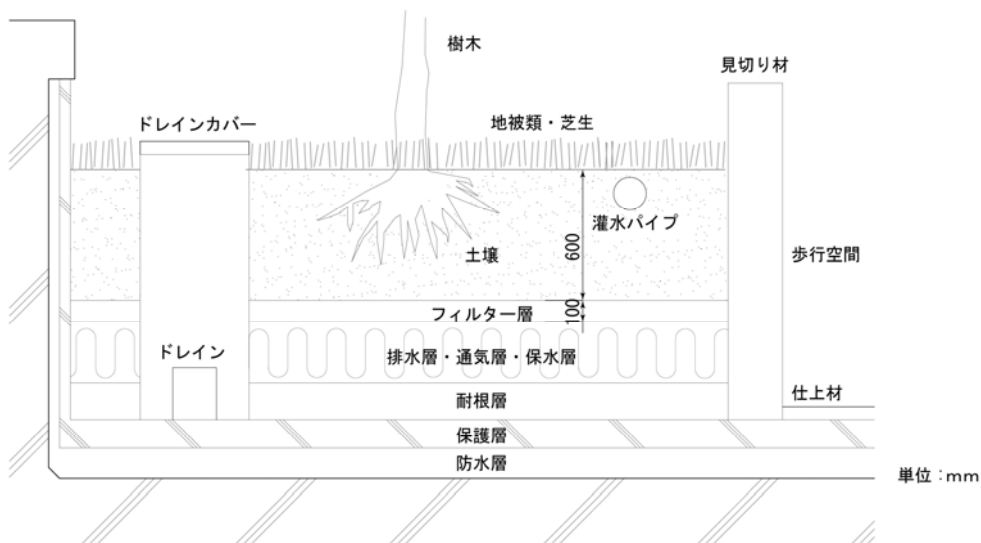 樹木
見切り材
ドレインカバー
地被類・芝生
灌水パイプ
600
土壌
歩行空間
フィルター層
100
ドレイン
排水層・通気層・保水層
仕上材
耐根層
保護層
防水層
単位：mm